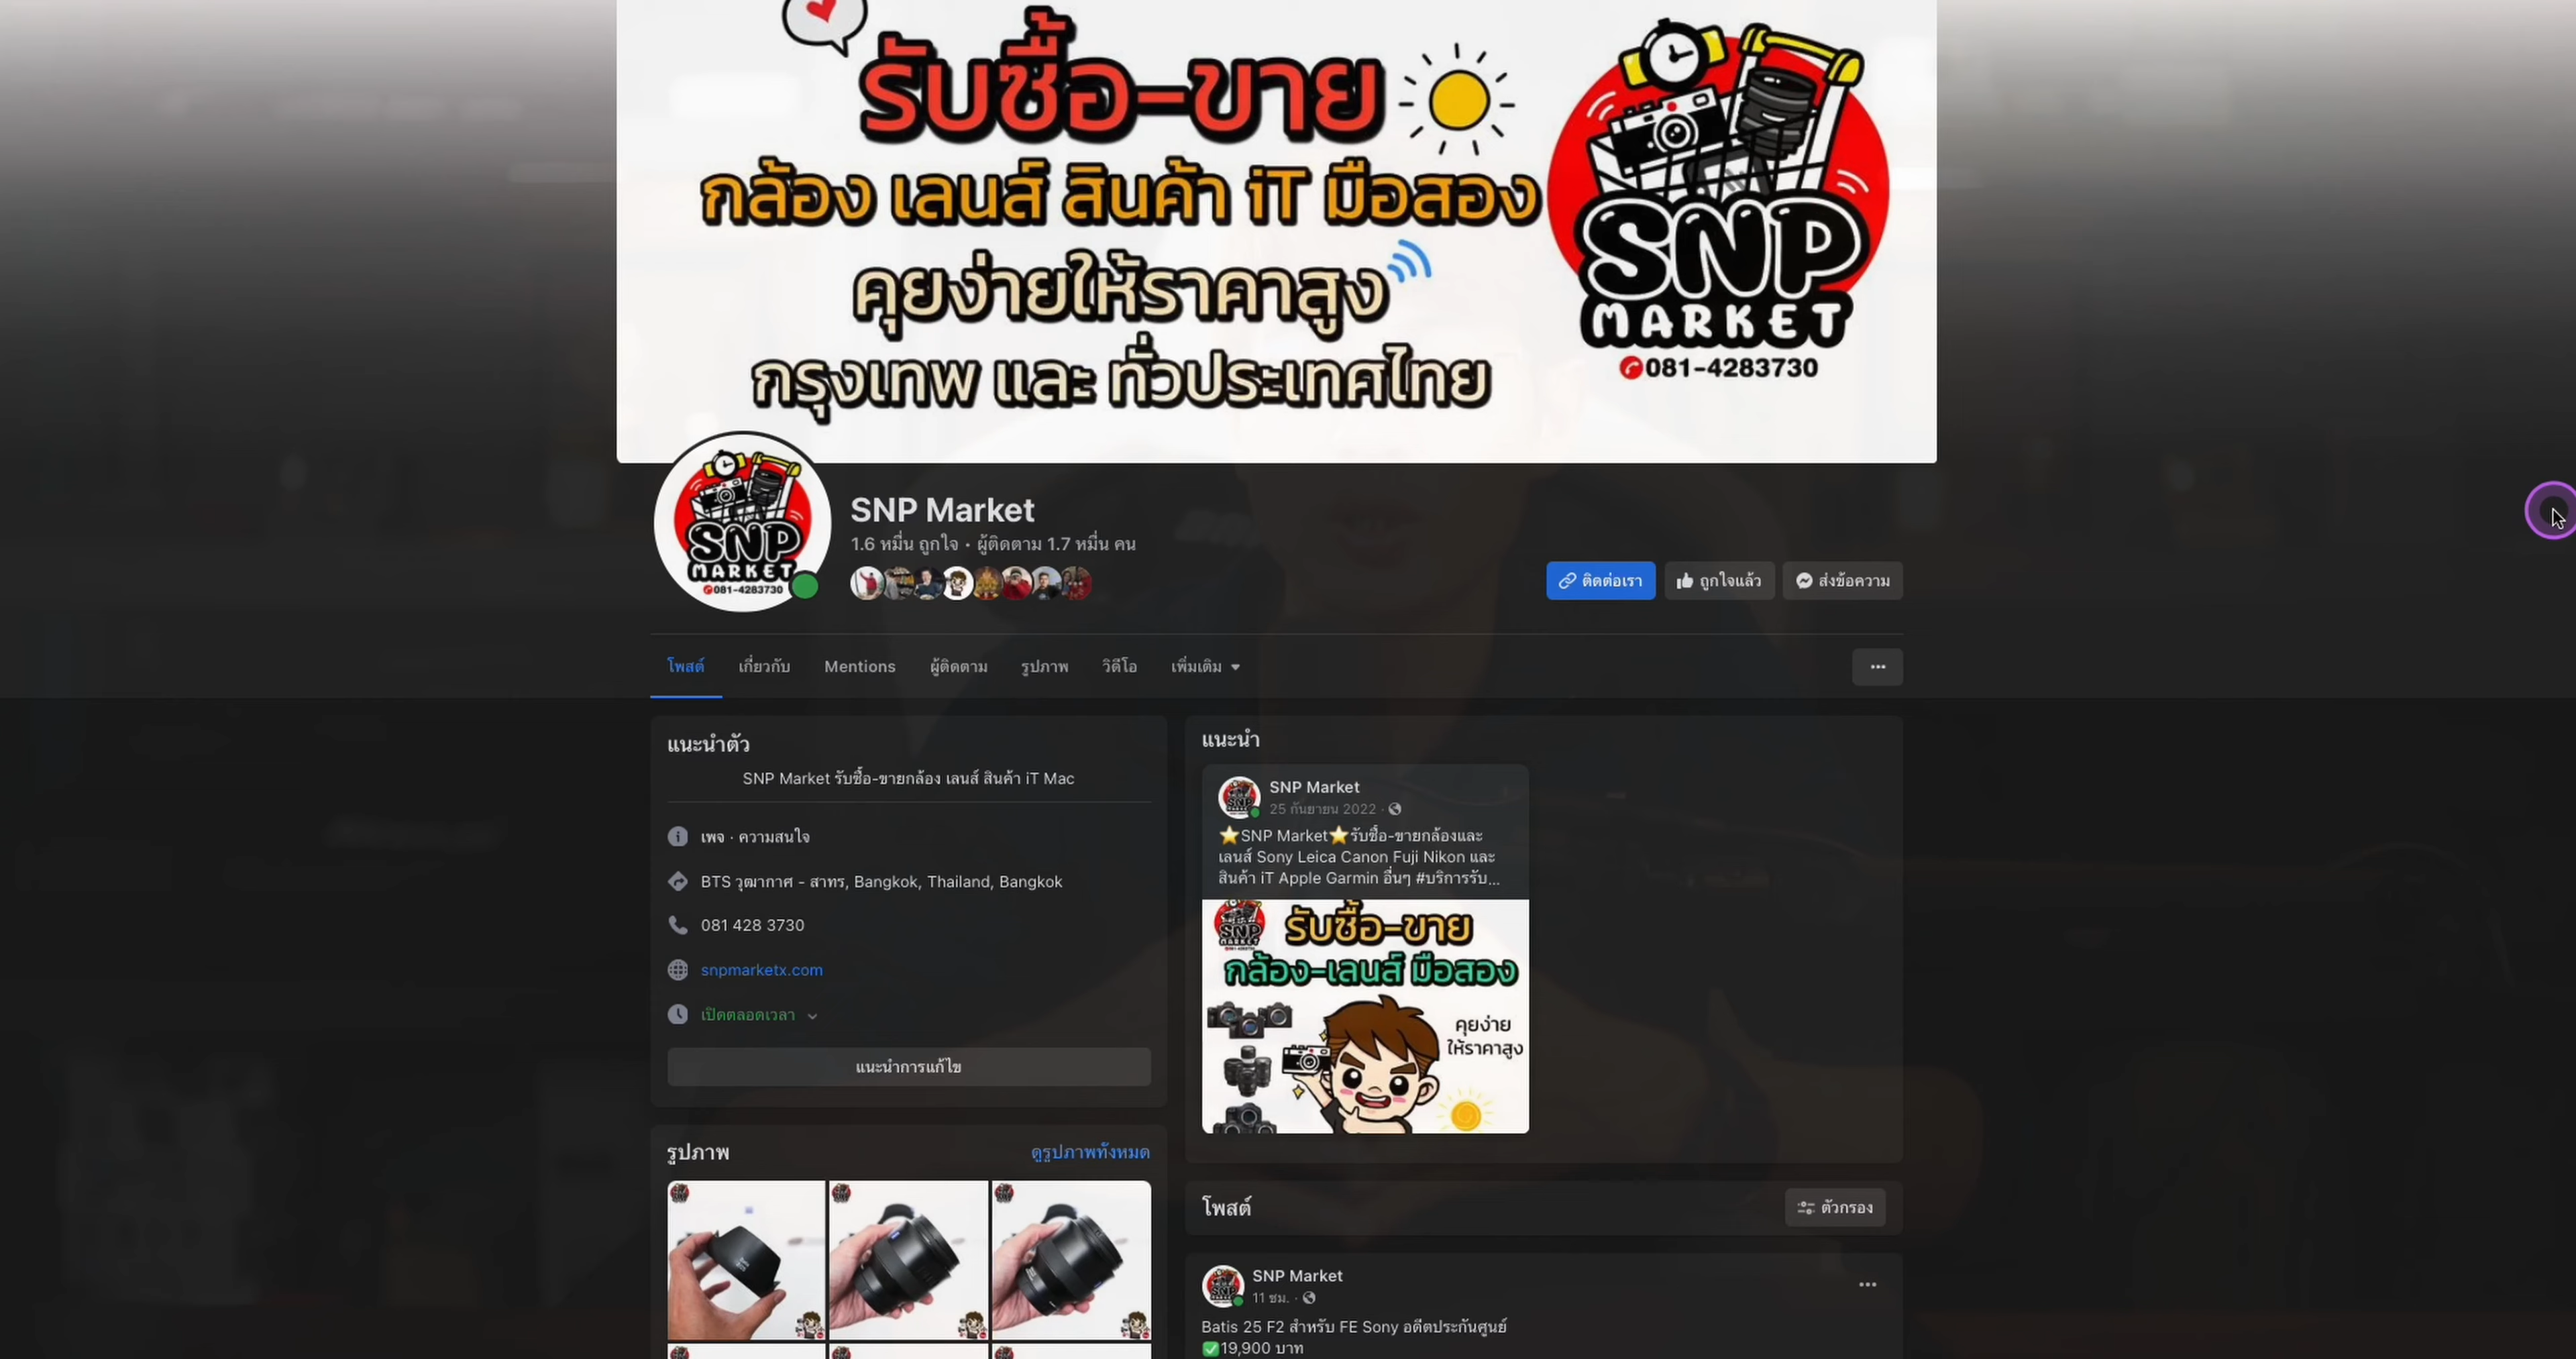 รับซื้อ-ขาย
กล้อง เลนส์ สินค้า iT มือสอง
คุยง่ายให้ราคาสูง
กรุงเทพ และ ทั่วประเทศไทย
SNP
MARKET
081-4283730
SNP
MARKET
081-4283730
SNP Market
1.6 หมื่น ถูกใจ · ผู้ติดตาม 1.7 หมื่น คน
ติดต่อเรา
ถูกใจแล้ว
ส่งข้อความ
โพสต์
เกี่ยวกับ
Mentions
ผู้ติดตาม
รูปภาพ
วิดีโอ
เพิ่มเติม
แนะนำตัว
SNP Market รับซื้อ-ขายกล้อง เลนส์ สินค้า iT Mac
เพจ · ความสนใจ
BTS วุฒากาศ - สาทร, Bangkok, Thailand, Bangkok
081 428 3730
snpmarketx.com
เปิดตลอดเวลา
แนะนำการแก้ไข
รูปภาพ
ดูรูปภาพทั้งหมด
แนะนำ
SNP Market
25 กันยายน 2022 ·
⭐SNP Market⭐รับซื้อ-ขายกล้องและ
เลนส์ Sony Leica Canon Fuji Nikon และ
สินค้า iT Apple Garmin อื่นๆ #บริการรับ...
SNP
MARKET
รับซื้อ-ขาย
กล้อง-เลนส์ มือสอง
คุยง่าย
ให้ราคาสูง
โพสต์
ตัวกรอง
SNP Market
11 ชม. ·
Batis 25 F2 สำหรับ FE Sony อดีตประกันศูนย์
✅19,900 บาท